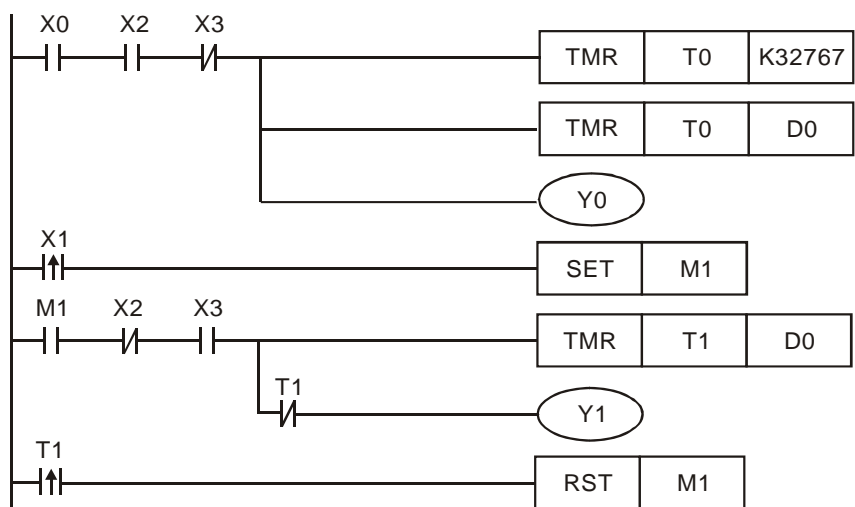 X0 X2 X3
TMR T0 K32767
TMR T0 D0
Y0
X1
SET M1
M1 X2 X3
TMR T1 D0
T1
Y1
T1
RST M1